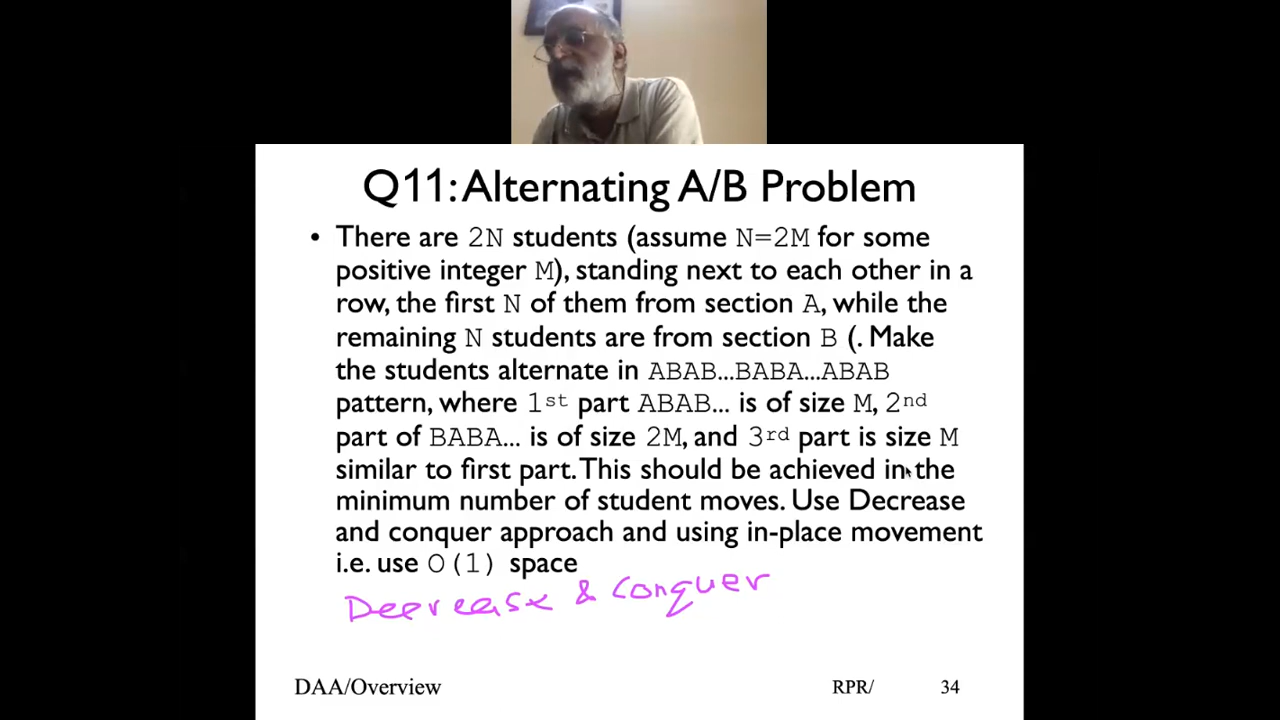 Q11: Alternating A/B Problem
• There are 2N students (assume N=2M for some
positive integer M), standing next to each other in a
row, the first N of them from section A, while the
remaining N students are from section B (. Make
the students alternate in ABAB…BABA…ABAB
pattern, where 1st part ABAB… is of size M, 2nd
part of BABA… is of size 2M, and 3rd part is size M
similar to first part. This should be achieved in the
minimum number of student moves. Use Decrease
and conquer approach and using in-place movement
i.e. use O(1) space
Decrease & Conquer
DAA/Overview RPR/ 34